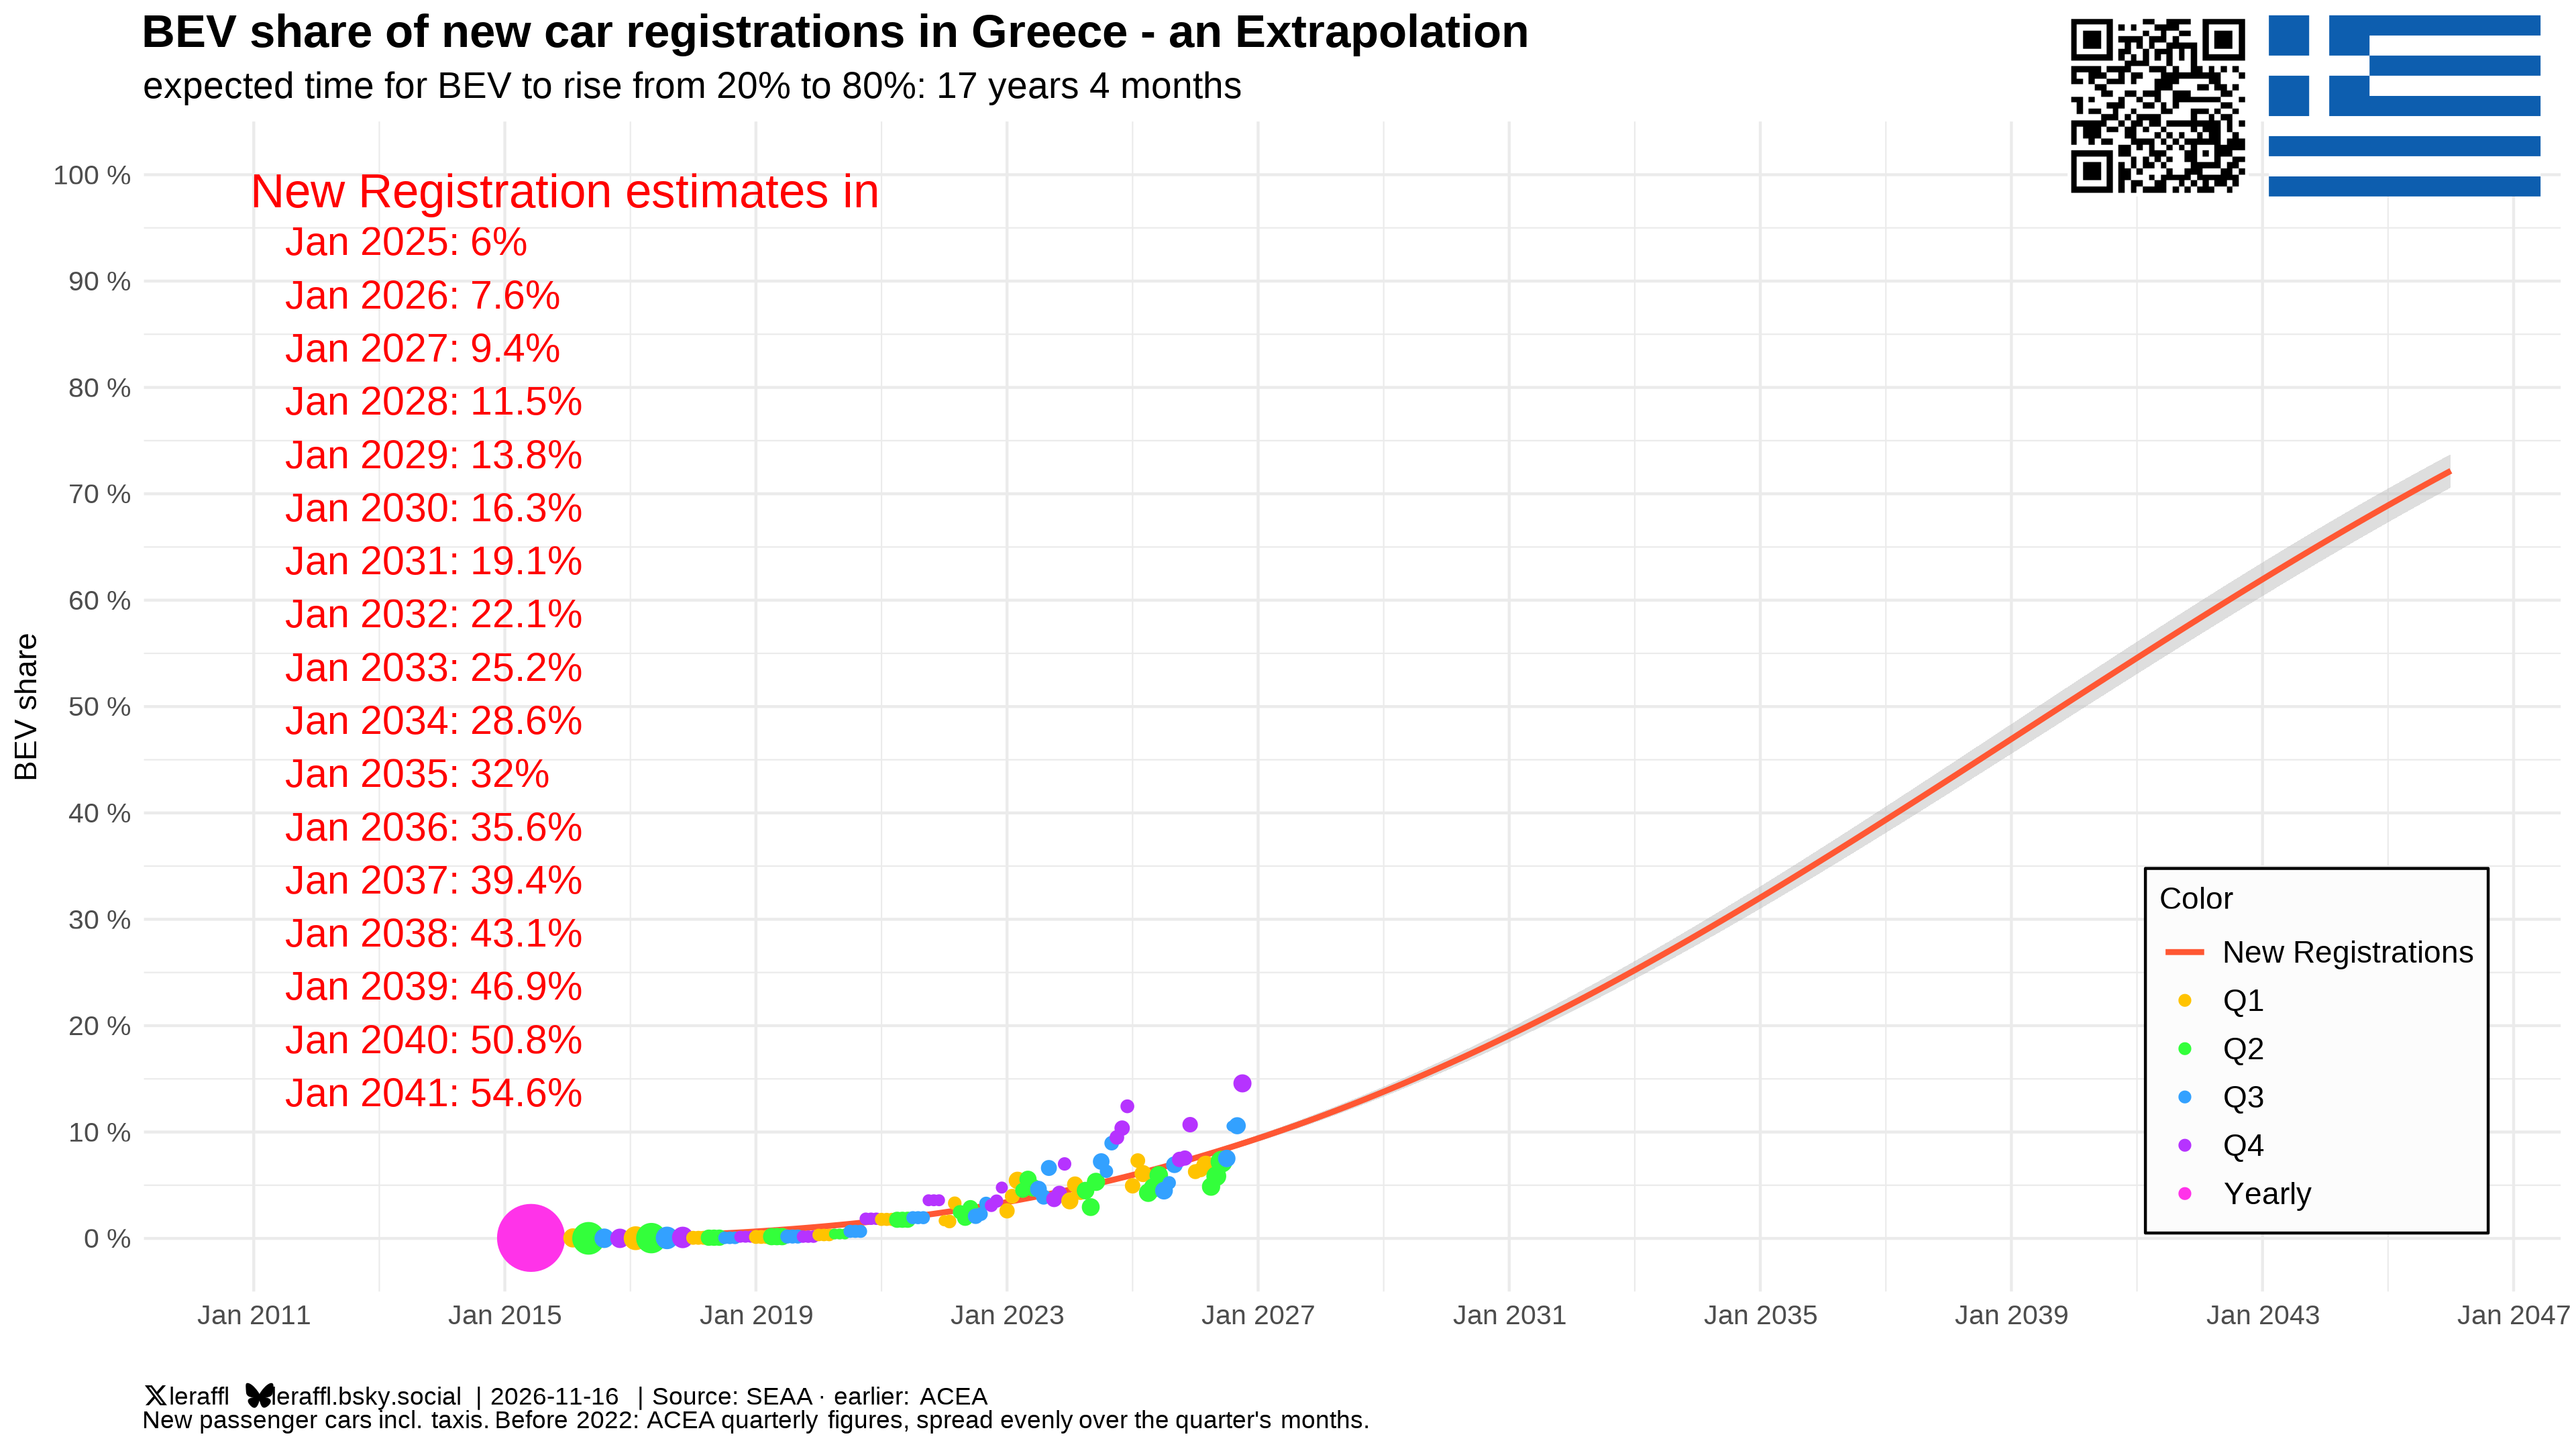 BEV share of new car registrations in Greece - an Extrapolation
expected time for BEV to rise from 20% to 80%: 17 years 4 months
New Registration estimates in
Jan 2025: 6%
Jan 2026: 7.6%
Jan 2027: 9.4%
Jan 2028: 11.5%
Jan 2029: 13.8%
Jan 2030: 16.3%
Jan 2031: 19.1%
Jan 2032: 22.1%
Jan 2033: 25.2%
Jan 2034: 28.6%
Jan 2035: 32%
Jan 2036: 35.6%
Jan 2037: 39.4%
Jan 2038: 43.1%
Jan 2039: 46.9%
Jan 2040: 50.8%
Jan 2041: 54.6%
BEV share
100 %
90 %
80 %
70 %
60 %
50 %
40 %
30 %
20 %
10 %
0 %
Jan 2011
Jan 2015
Jan 2019
Jan 2023
Jan 2027
Jan 2031
Jan 2035
Jan 2039
Jan 2043
Jan 2047
Color
New Registrations
Q1
Q2
Q3
Q4
Yearly
leraffl leraffl.bsky.social | 2026-11-16 | Source: SEAA · earlier: ACEA
New passenger cars incl. taxis. Before 2022: ACEA quarterly figures, spread evenly over the quarter's months.